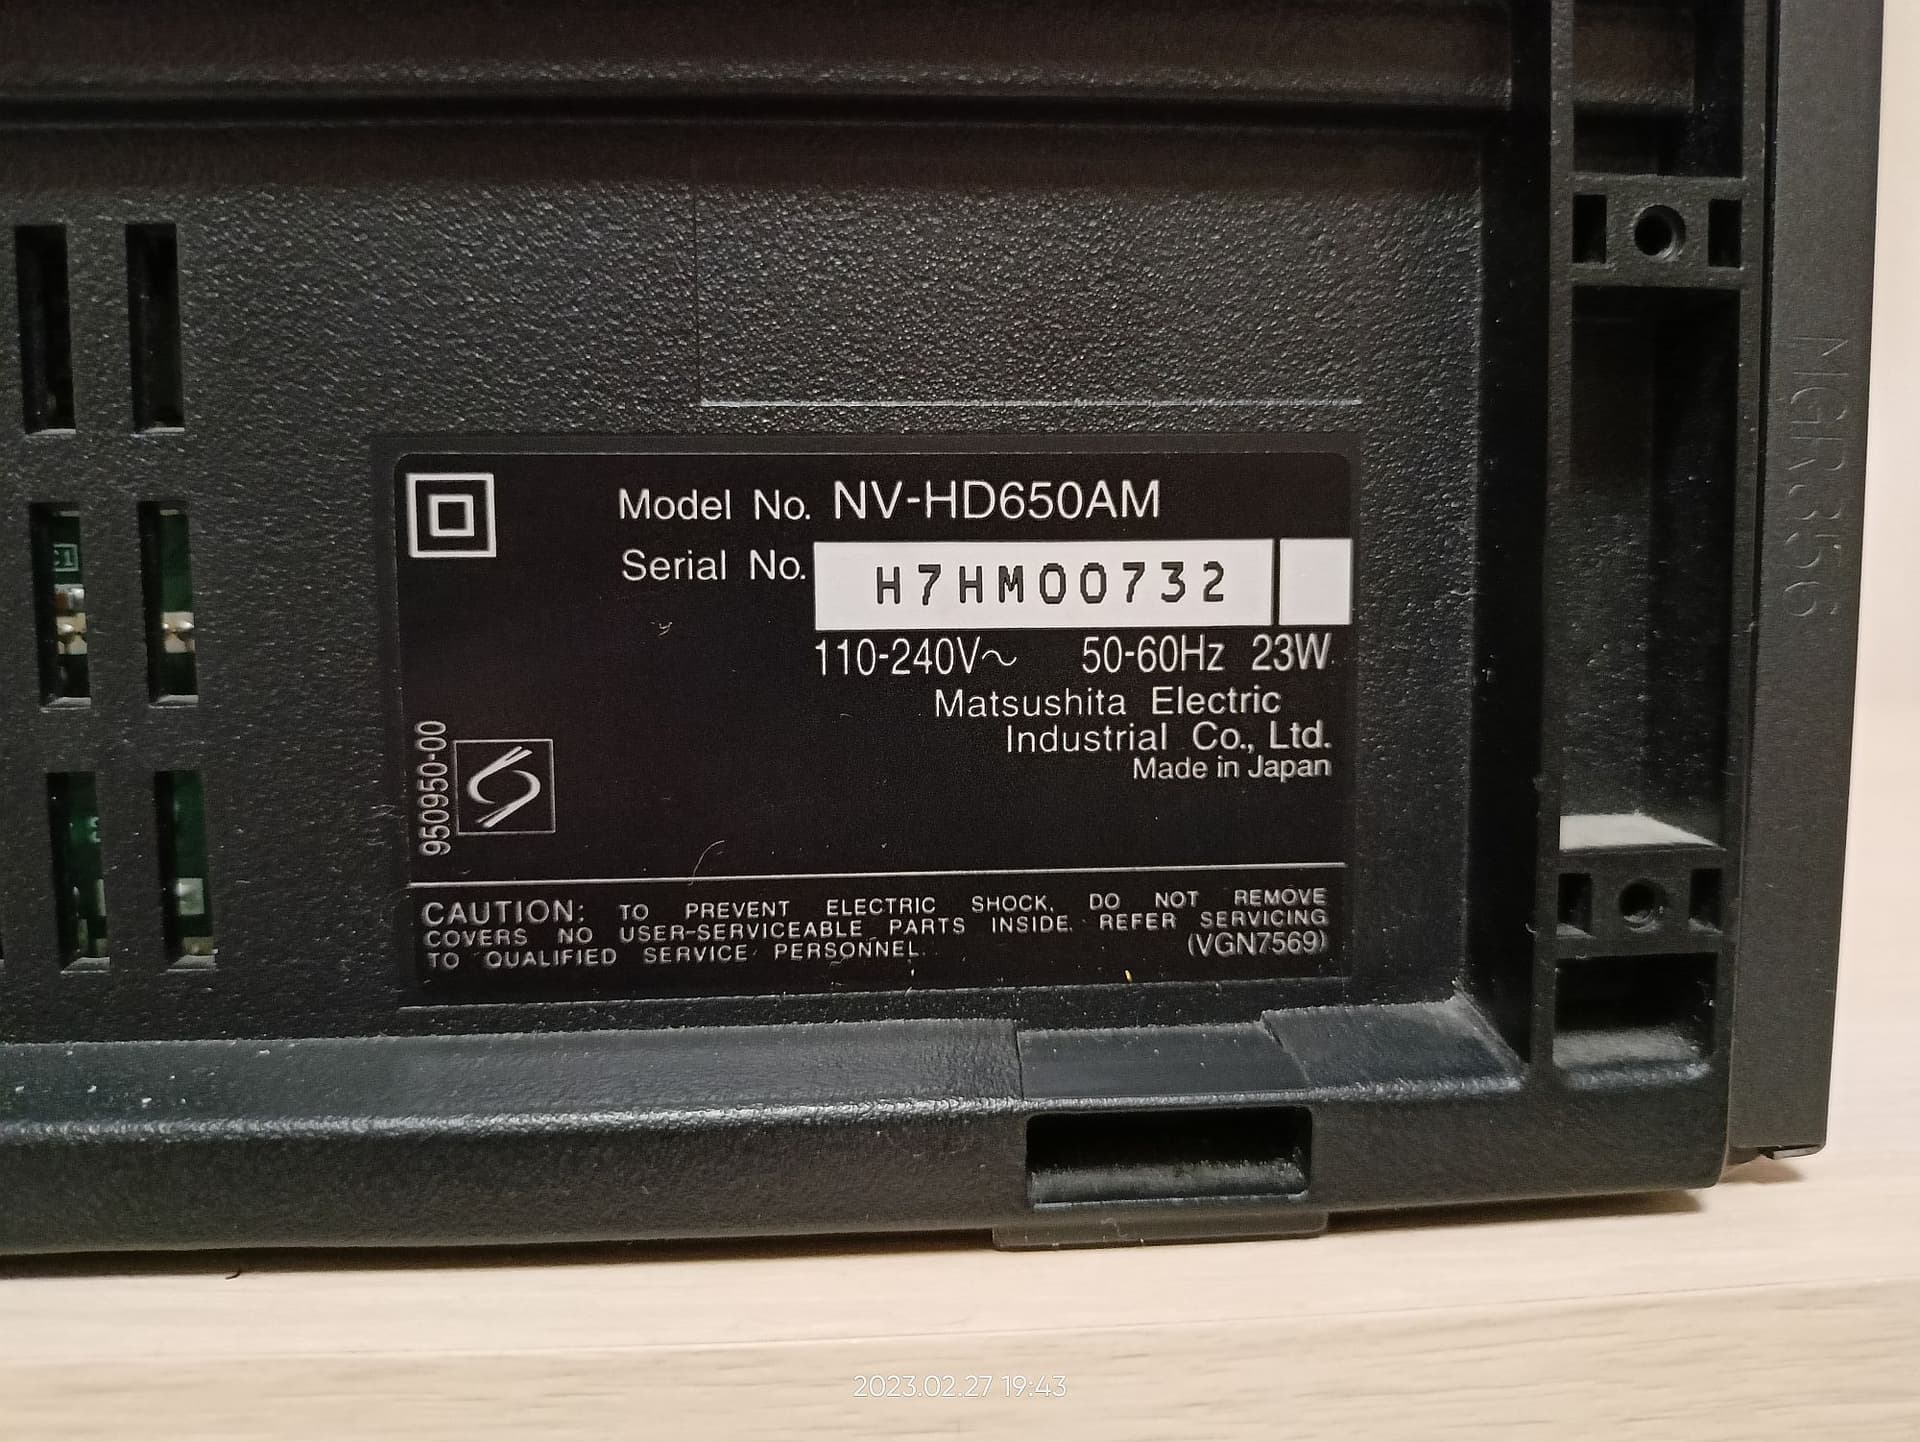 Model No. NV-HD650AM
Serial No. H7HM00732
110-240V~ 50-60Hz 23W
Matsushita Electric
Industrial Co., Ltd.
Made in Japan
950950-00
CAUTION: TO PREVENT ELECTRIC SHOCK, DO NOT REMOVE
COVERS NO USER-SERVICEABLE PARTS INSIDE. REFER SERVICING
TO QUALIFIED SERVICE PERSONNEL. (VGN7569)
2023.02.27 19:43